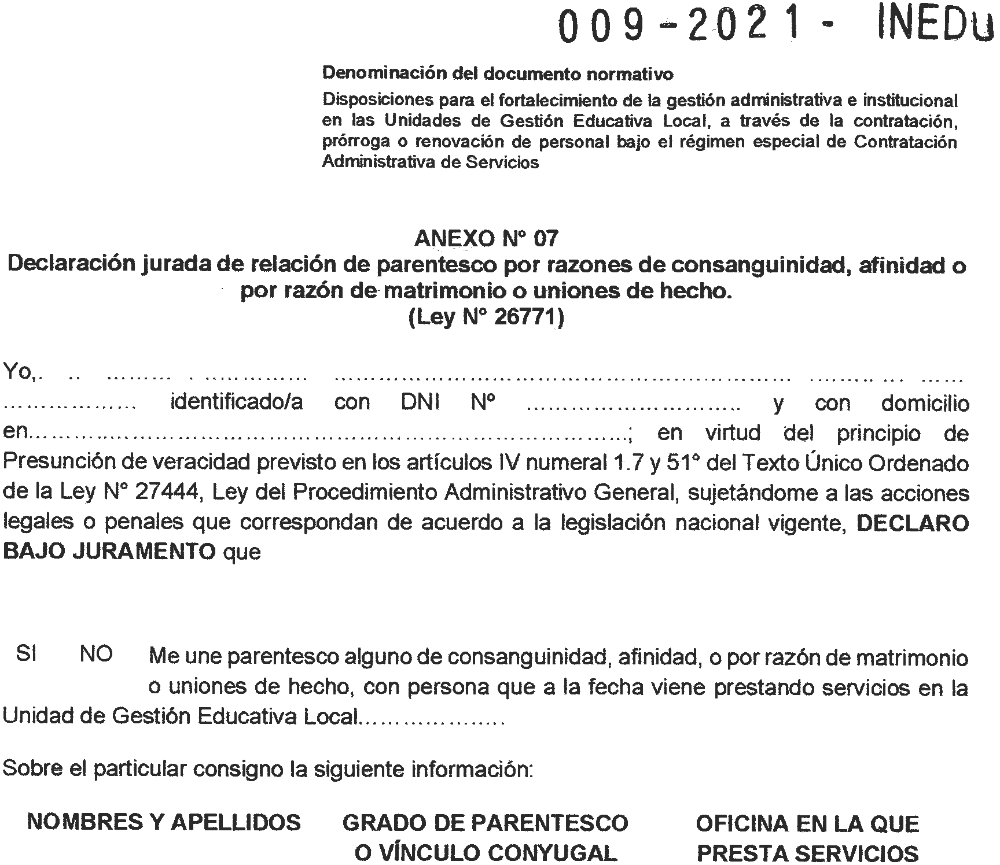 009-2021- INEDU
Denominación del documento normativo
Disposiciones para el fortalecimiento de la gestión administrativa e institucional
en las Unidades de Gestión Educativa Local, a través de la contratación,
prórroga o renovación de personal bajo el régimen especial de Contratación
Administrativa de Servicios
ANEXO Nº 07
Declaración jurada de relación de parentesco por razones de consanguinidad, afinidad o
por razón de matrimonio o uniones de hecho.
(Ley Nº 26771)
Yo,. .. ......... . .............. ........................................................ ......... ... ......
.................. identificado/a con DNI Nº ............................. y con domicilio
en................................................................................; en virtud del principio de
Presunción de veracidad previsto en los artículos IV numeral 1.7 y 51° del Texto Único Ordenado
de la Ley N° 27444, Ley del Procedimiento Administrativo General, sujetándome a las acciones
legales o penales que correspondan de acuerdo a la legislación nacional vigente, DECLARO
BAJO JURAMENTO que
SI NO Me une parentesco alguno de consanguinidad, afinidad, o por razón de matrimonio
o uniones de hecho, con persona que a la fecha viene prestando servicios en la
Unidad de Gestión Educativa Local....................
Sobre el particular consigno la siguiente información:
NOMBRES Y APELLIDOS GRADO DE PARENTESCO OFICINA EN LA QUE
O VÍNCULO CONYUGAL PRESTA SERVICIOS